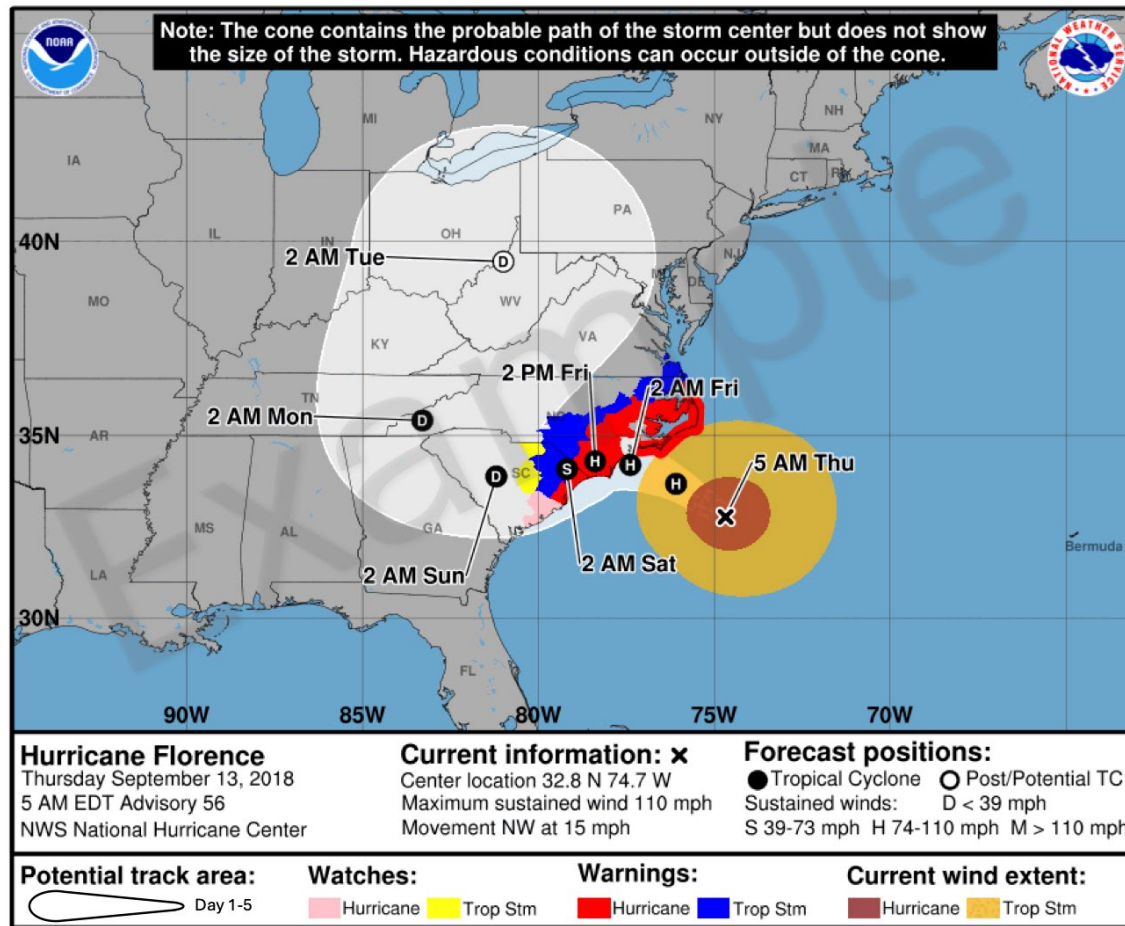 Note: The cone contains the probable path of the storm center but does not show
the size of the storm. Hazardous conditions can occur outside of the cone.
NOAA
NATIONAL WEATHER SERVICE
Example
MI
NY
NH
IA
MA
CT
PA
IL
IN
OH
NJ
40N
2 AM Tue
D
MO
MD
DE
WV
KY
VA
2 PM Fri
2 AM Fri
TN
2 AM Mon
D
NC
35N
AR
H
H
5 AM Thu
D
SC
S
H
MS
AL
GA
Bermuda
LA
2 AM Sun
2 AM Sat
30N
FL
90W 85W 80W 75W 70W
Hurricane Florence
Thursday September 13, 2018
5 AM EDT Advisory 56
NWS National Hurricane Center
Current information: ×
Center location 32.8 N 74.7 W
Maximum sustained wind 110 mph
Movement NW at 15 mph
Forecast positions:
Tropical Cyclone Post/Potential TC
Sustained winds: D < 39 mph
S 39-73 mph H 74-110 mph M > 110 mph
Potential track area:
Day 1-5
Watches:
Hurricane Trop Stm
Warnings:
Hurricane Trop Stm
Current wind extent:
Hurricane Trop Stm